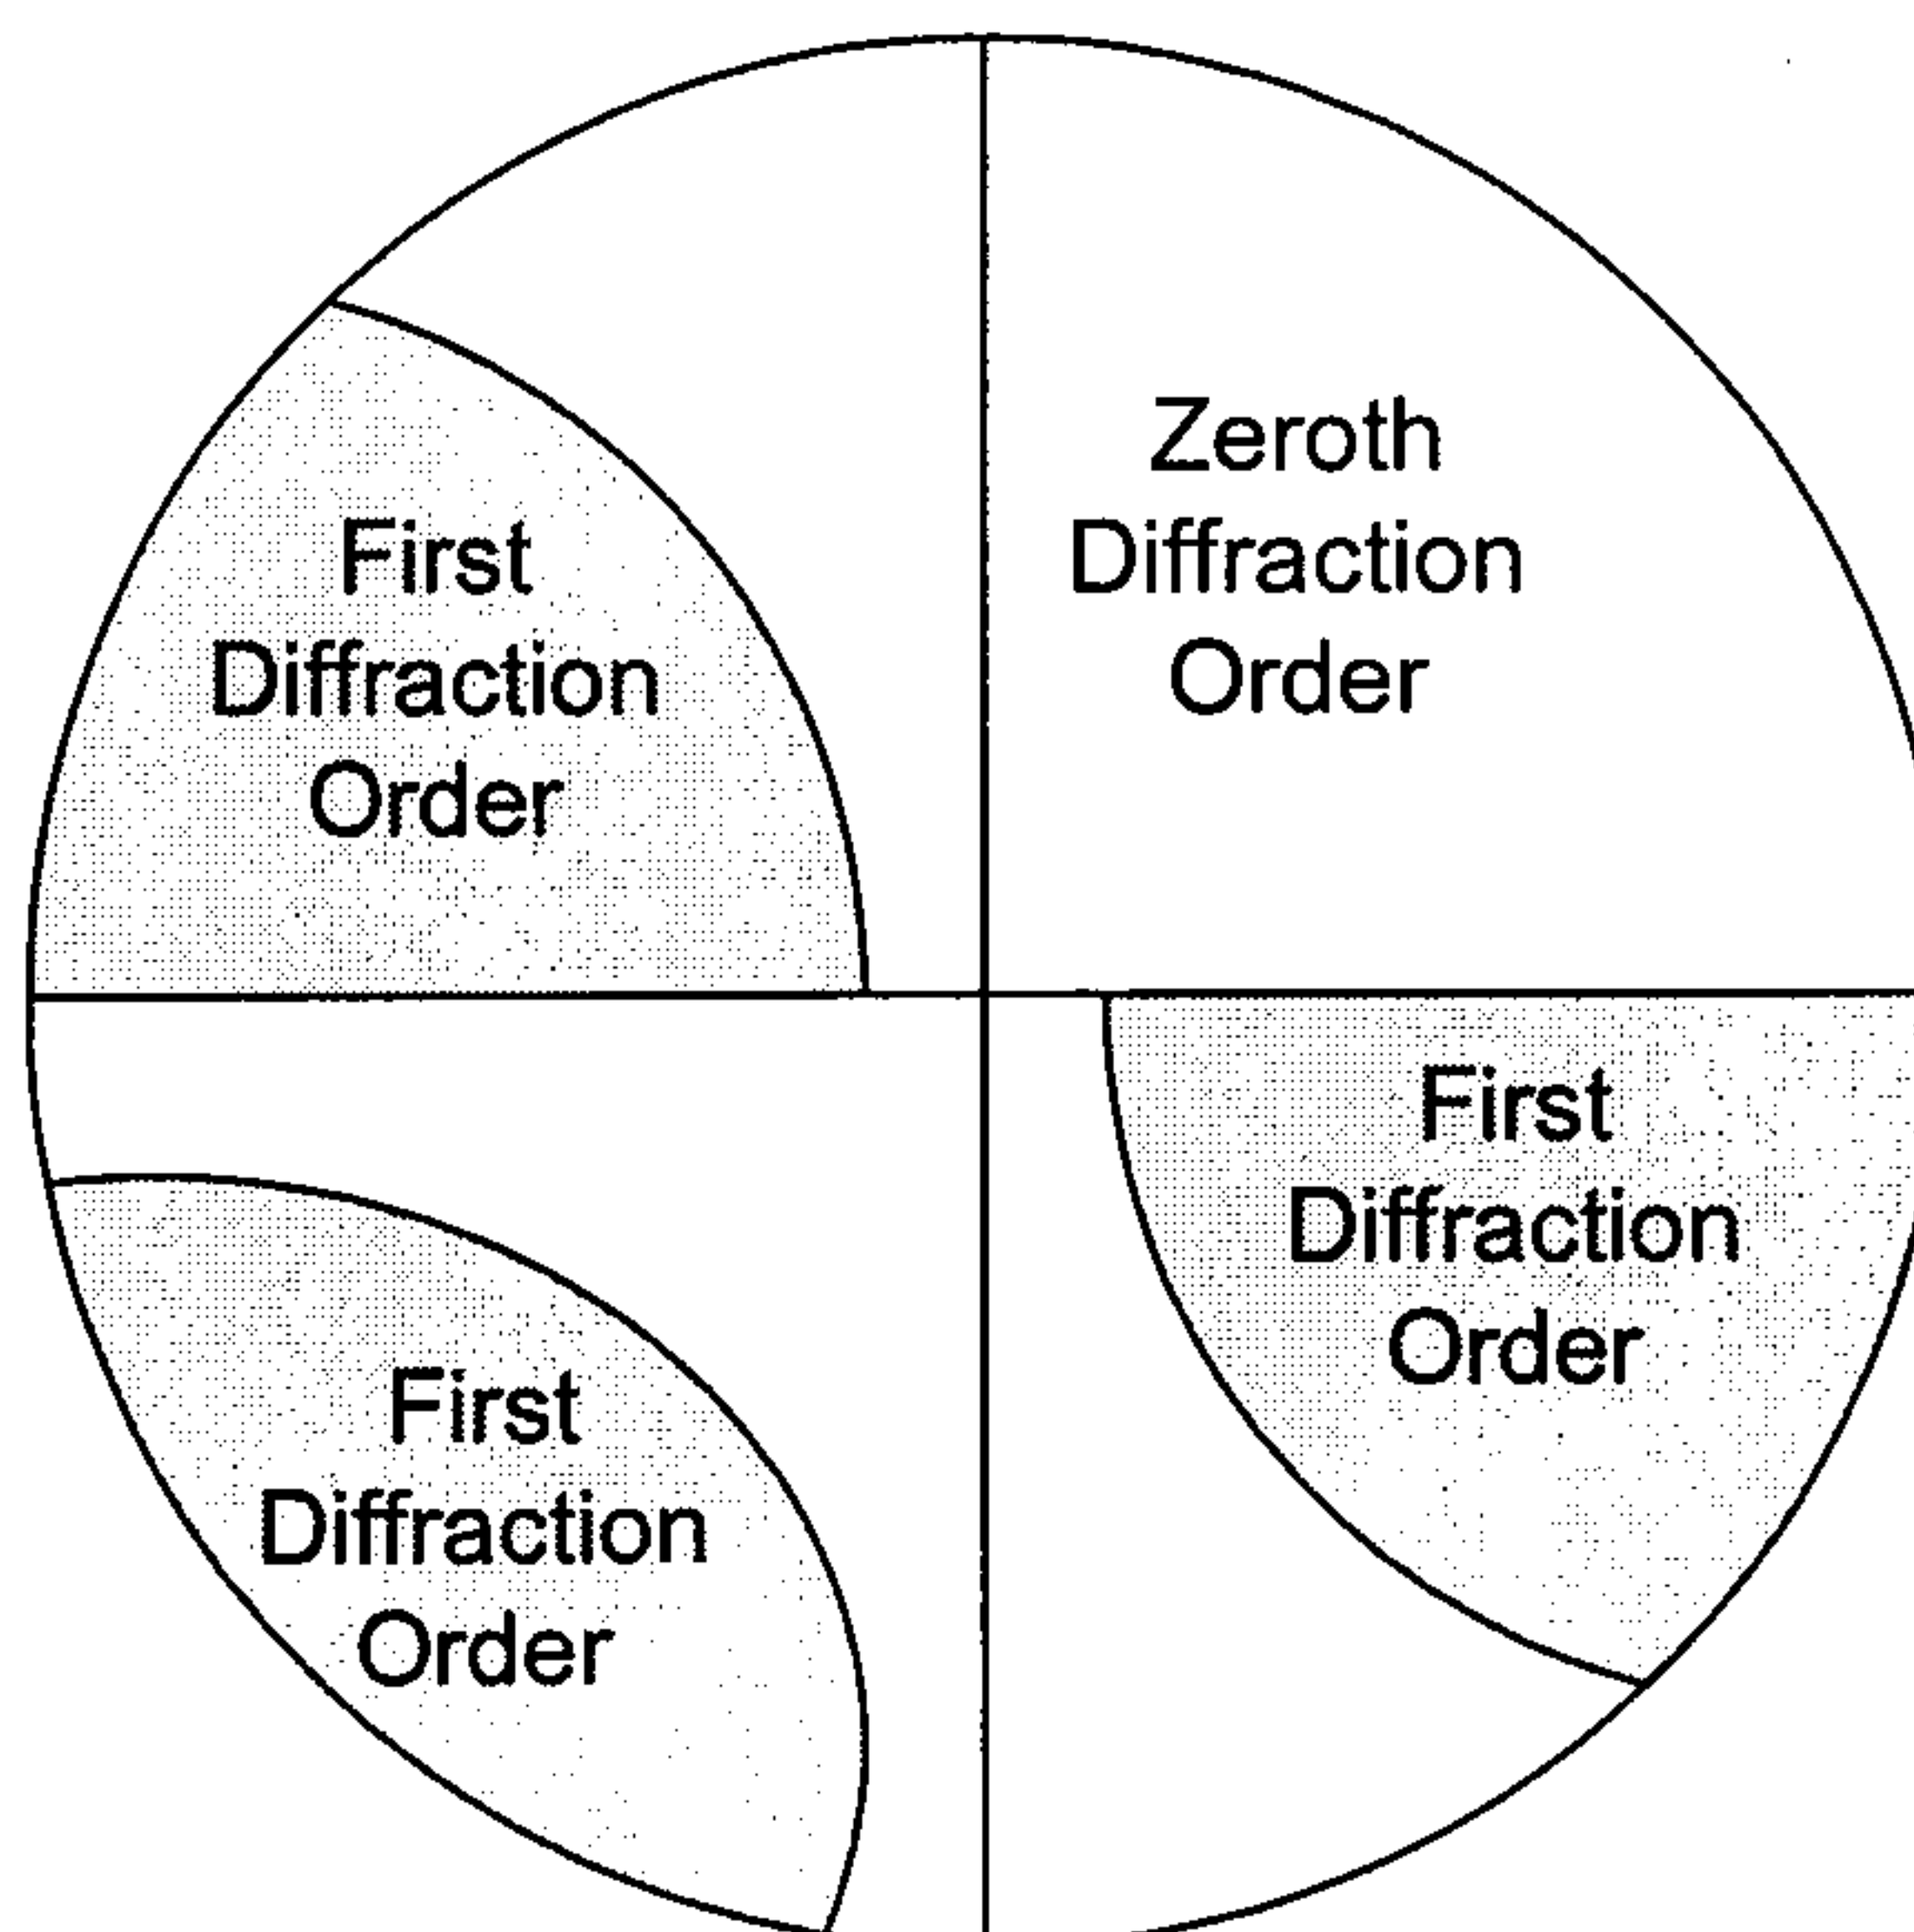 Zeroth
Diffraction
Order
First
Diffraction
Order
First
Diffraction
Order
First
Diffraction
Order